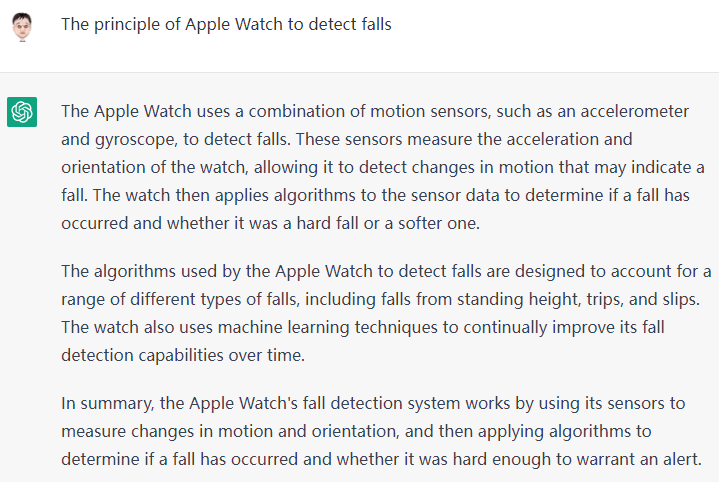 The principle of Apple Watch to detect falls
The Apple Watch uses a combination of motion sensors, such as an accelerometer
and gyroscope, to detect falls. These sensors measure the acceleration and
orientation of the watch, allowing it to detect changes in motion that may indicate a
fall. The watch then applies algorithms to the sensor data to determine if a fall has
occurred and whether it was a hard fall or a softer one.
The algorithms used by the Apple Watch to detect falls are designed to account for a
range of different types of falls, including falls from standing height, trips, and slips.
The watch also uses machine learning techniques to continually improve its fall
detection capabilities over time.
In summary, the Apple Watch's fall detection system works by using its sensors to
measure changes in motion and orientation, and then applying algorithms to
determine if a fall has occurred and whether it was hard enough to warrant an alert.